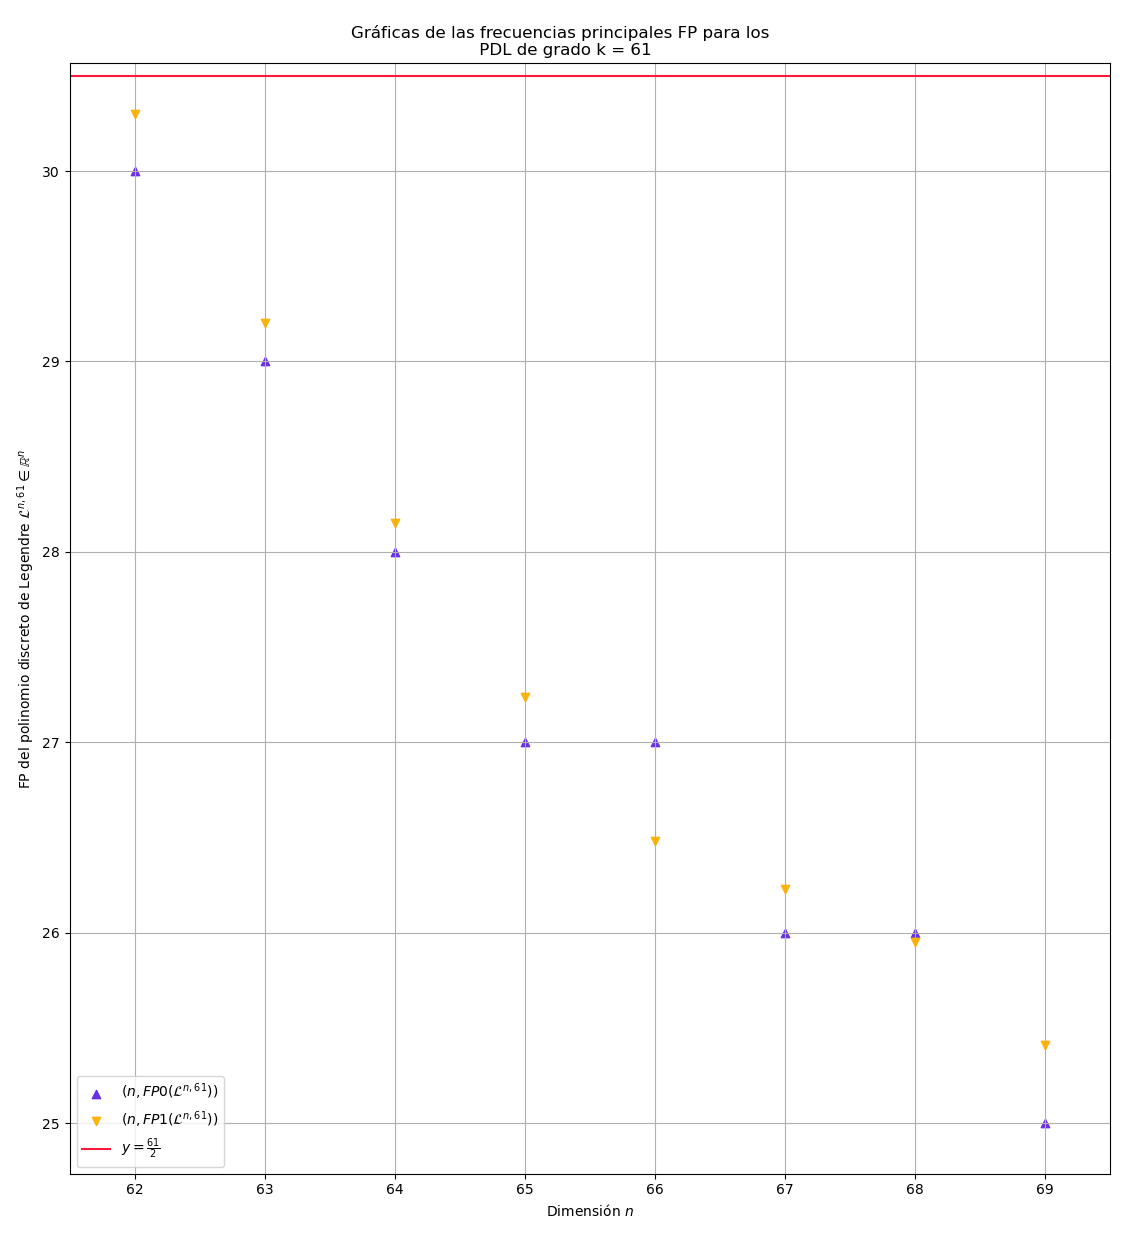 Gráficas de las frecuencias principales FP para los
PDL de grado k = 61
FP del polinomio discreto de Legendre $\mathcal{L}^{n,61} \in \mathbb{R}^n$
30
29
28
27
26
25
$(n, FP0(\mathcal{L}^{n,61}))$
$(n, FP1(\mathcal{L}^{n,61}))$
$y = \frac{61}{2}$
62 63 64 65 66 67 68 69
Dimensión $n$